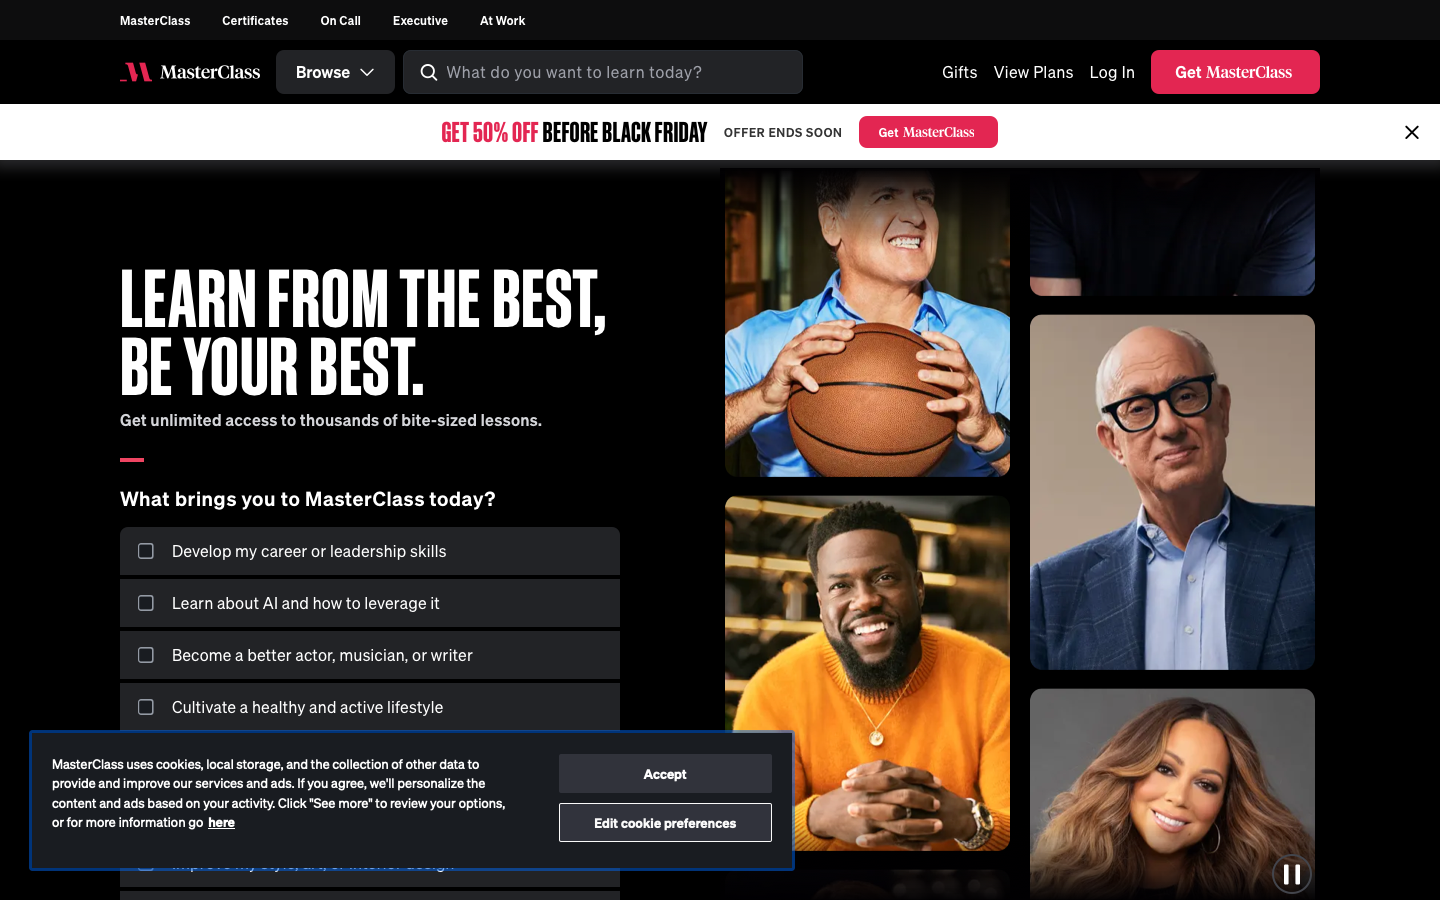 MasterClass Certificates On Call Executive At Work
MasterClass Browse What do you want to learn today? Gifts View Plans Log In Get MasterClass
GET 50% OFF BEFORE BLACK FRIDAY OFFER ENDS SOON Get MasterClass
LEARN FROM THE BEST,
BE YOUR BEST.
Get unlimited access to thousands of bite-sized lessons.
What brings you to MasterClass today?
Develop my career or leadership skills
Learn about AI and how to leverage it
Become a better actor, musician, or writer
Cultivate a healthy and active lifestyle
MasterClass uses cookies, local storage, and the collection of other data to
provide and improve our services and ads. If you agree, we'll personalize the
content and ads based on your activity. Click "See more" to review your options,
or for more information go here
Accept
Edit cookie preferences